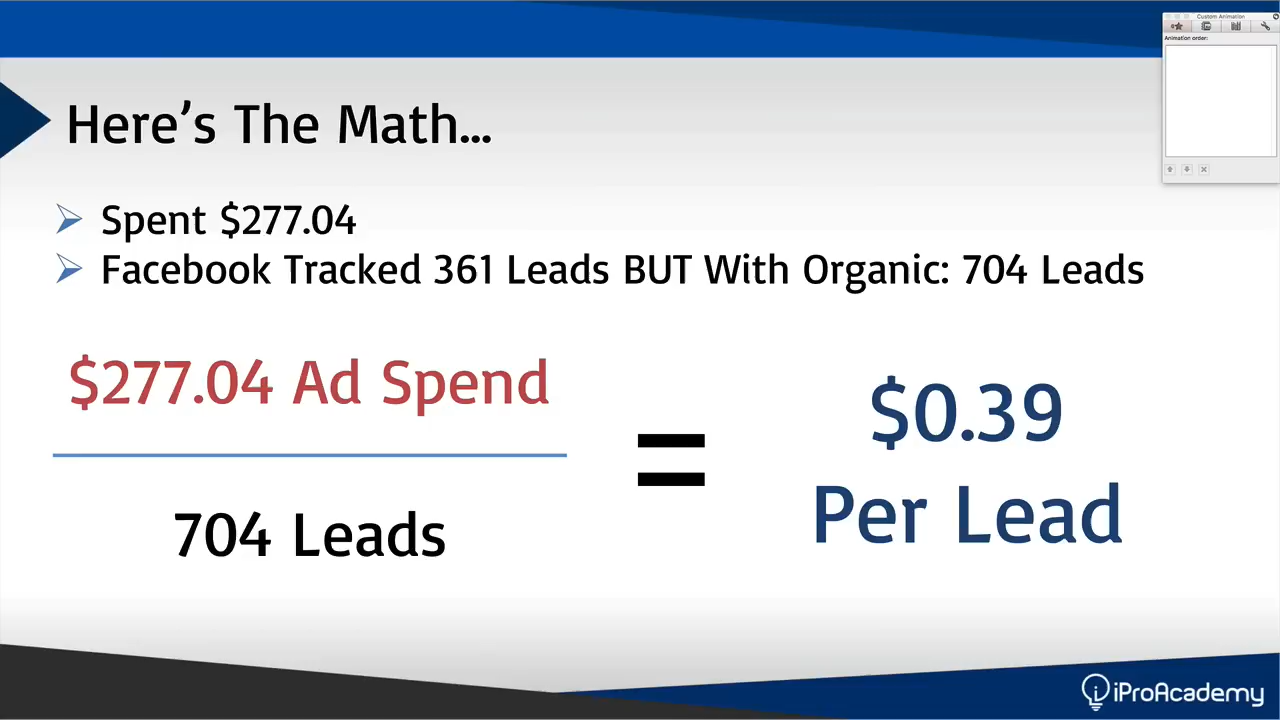 Custom Animation
Animation order:
Here's The Math...
Spent $277.04
Facebook Tracked 361 Leads BUT With Organic: 704 Leads
$277.04 Ad Spend
704 Leads
=
$0.39
Per Lead
iProAcademy